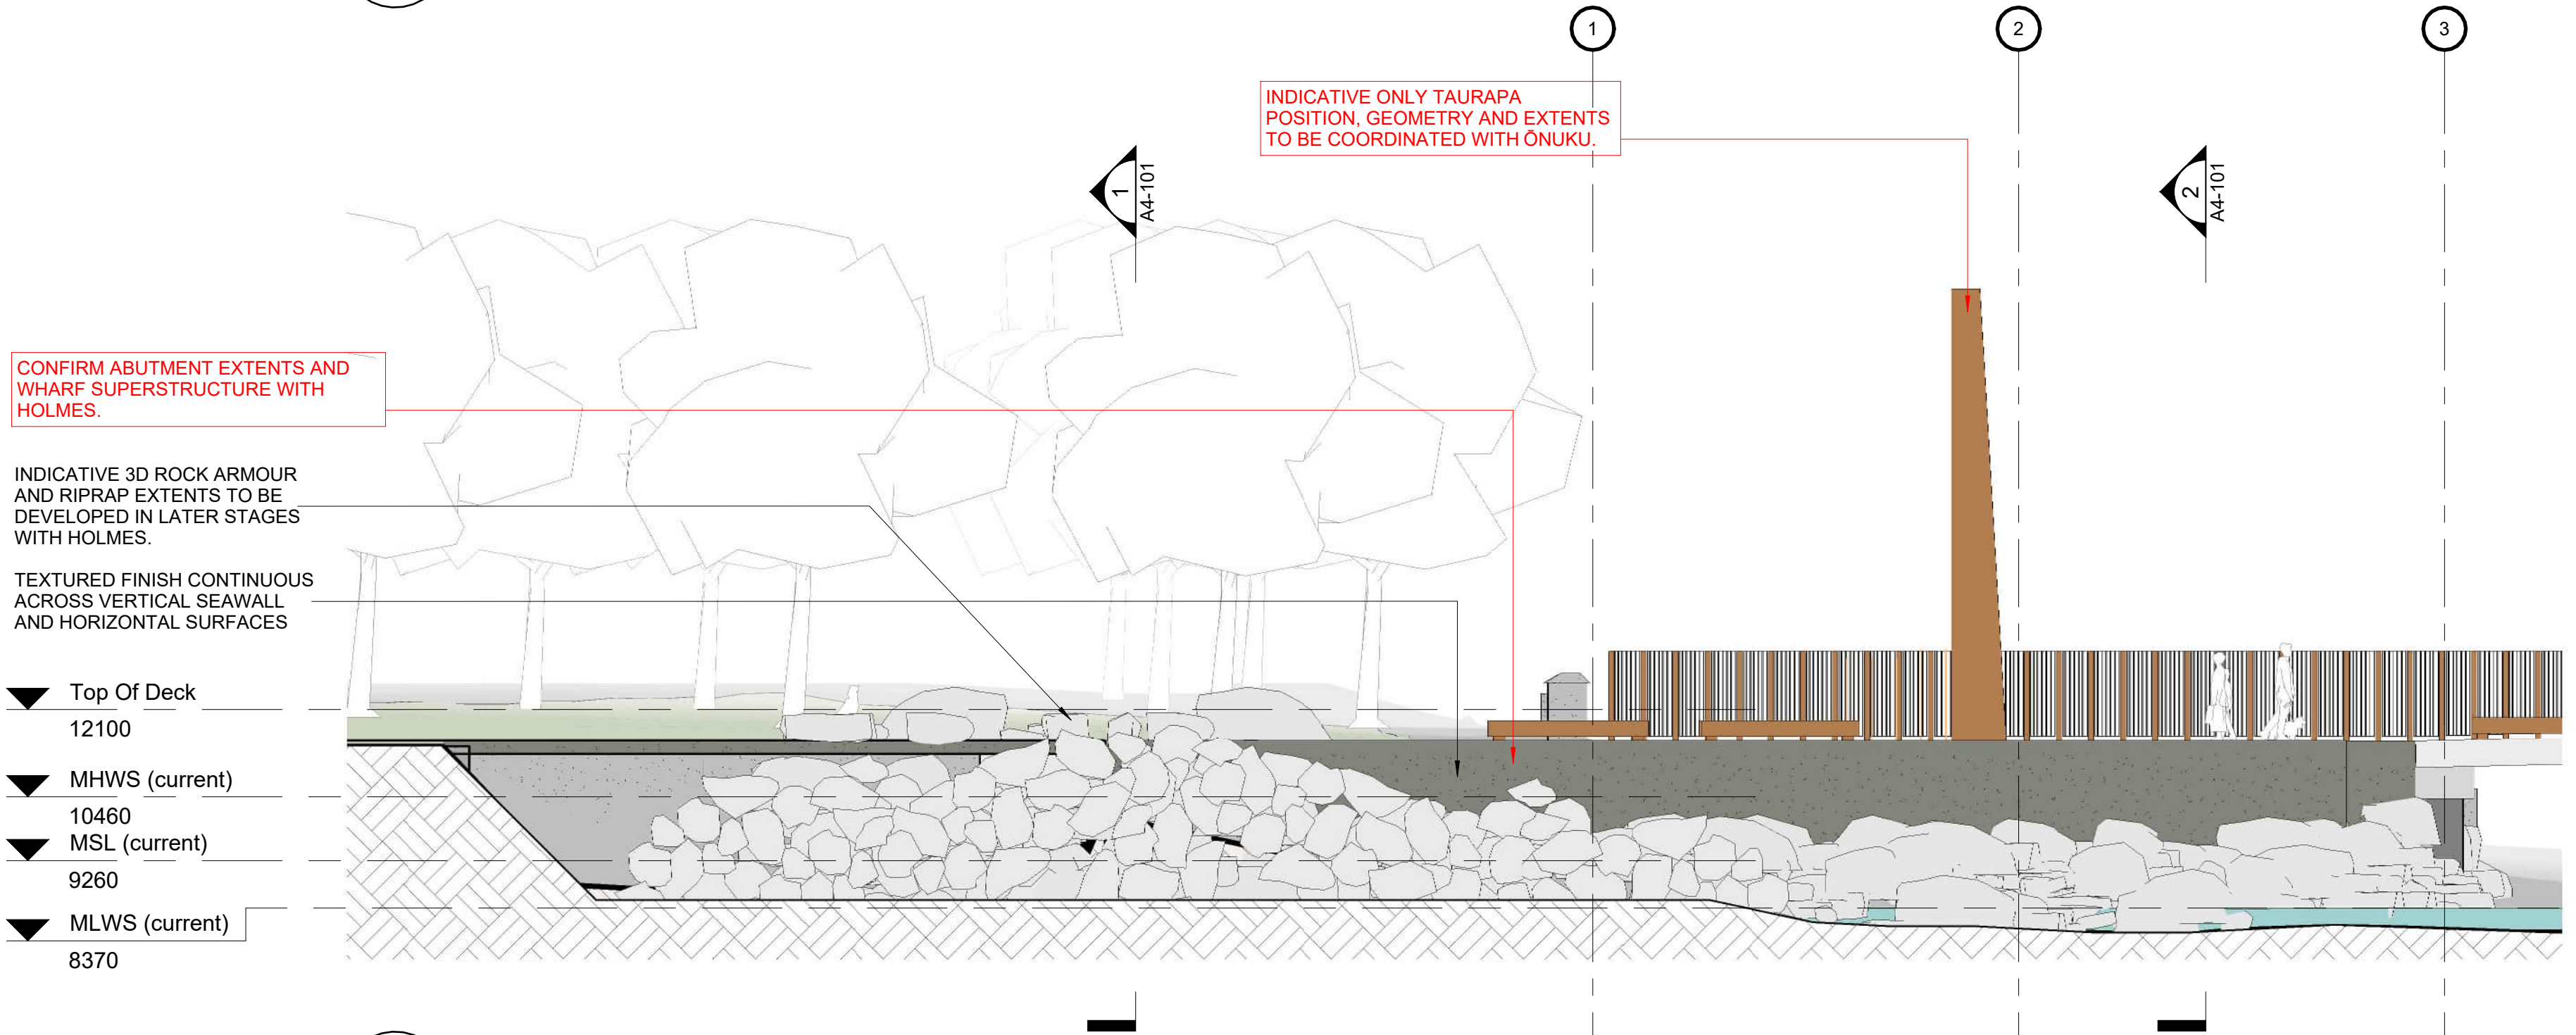 1
2
3
INDICATIVE ONLY TAURAPA
POSITION, GEOMETRY AND EXTENTS
TO BE COORDINATED WITH ŌNUKU.
1
A4-101
2
A4-101
CONFIRM ABUTMENT EXTENTS AND
WHARF SUPERSTRUCTURE WITH
HOLMES.
INDICATIVE 3D ROCK ARMOUR
AND RIPRAP EXTENTS TO BE
DEVELOPED IN LATER STAGES
WITH HOLMES.
TEXTURED FINISH CONTINUOUS
ACROSS VERTICAL SEAWALL
AND HORIZONTAL SURFACES
Top Of Deck
12100
MHWS (current)
10460
MSL (current)
9260
MLWS (current)
8370